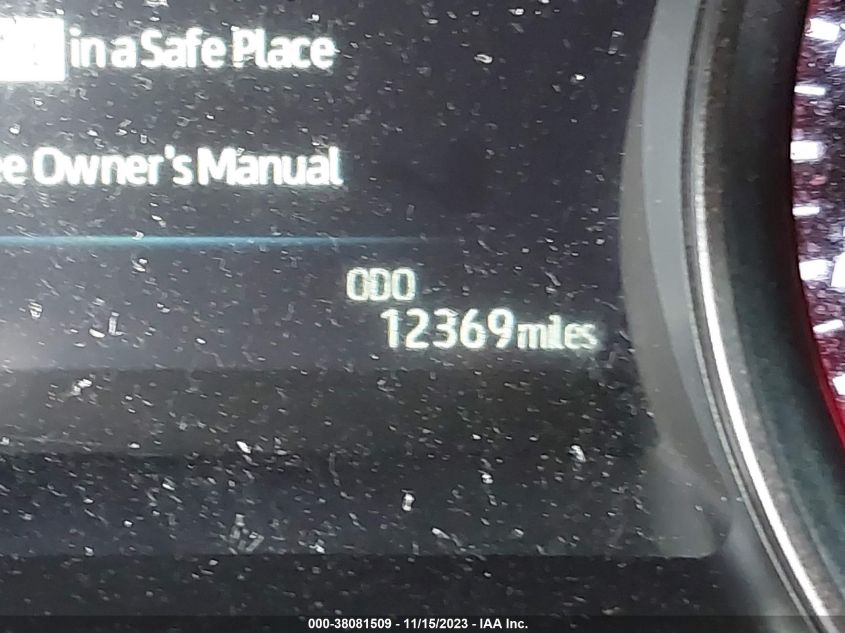 in a Safe Place
Owner's Manual
ODO
12369 miles
000-38081509 - 11/15/2023 - IAA Inc.